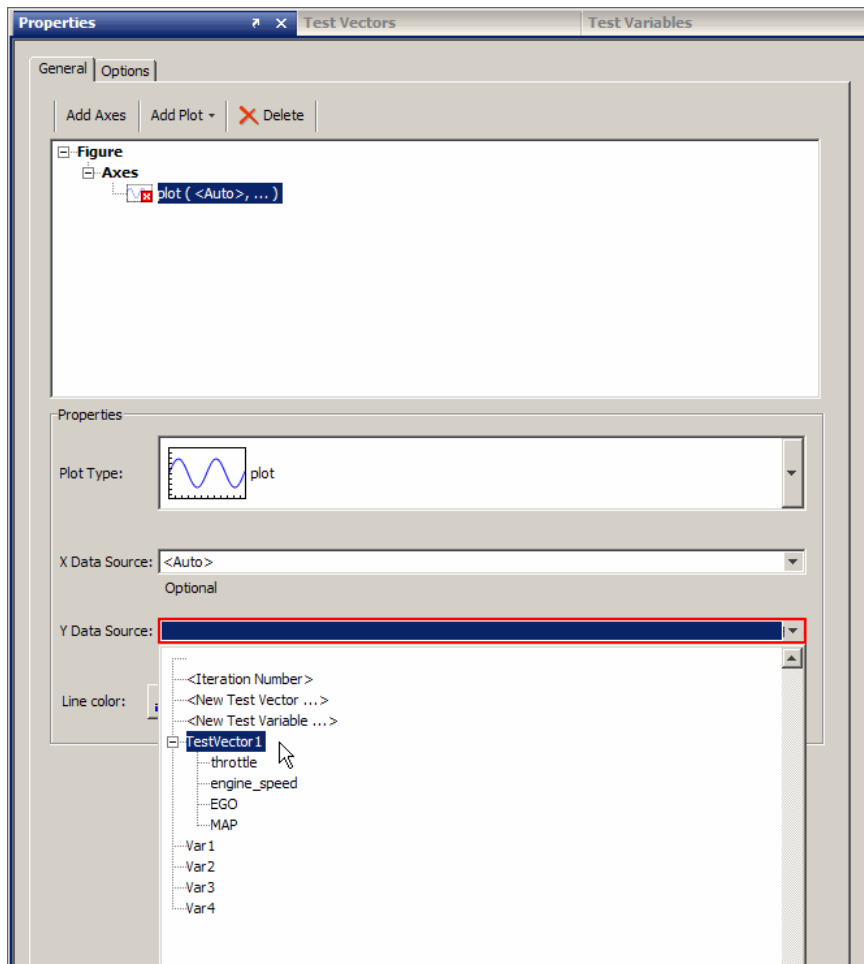 Properties Test Vectors Test Variables
General Options
Add Axes Add Plot Delete
Figure
Axes
plot ( <Auto>, ... )
Properties
Plot Type: plot
X Data Source: <Auto>
Optional
Y Data Source:
<Iteration Number>
<New Test Vector ...>
Line color:
<New Test Variable ...>
TestVector1
throttle
engine_speed
EGO
MAP
Var1
Var2
Var3
Var4